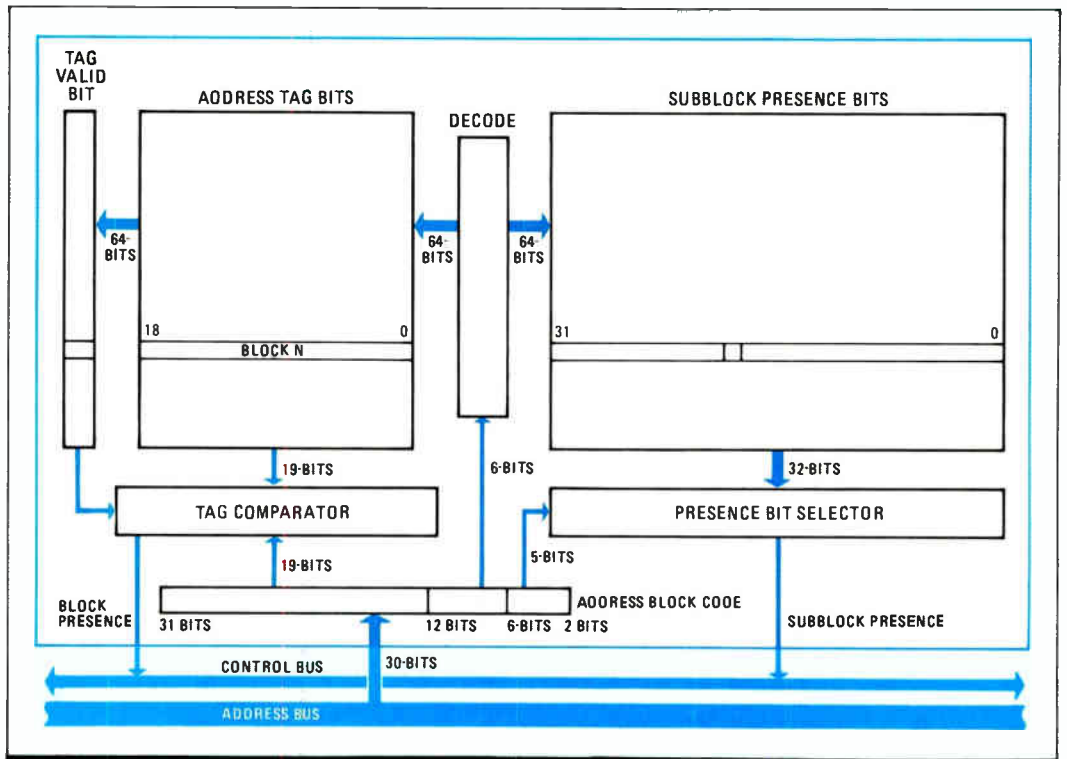 TAG
VALID
BIT
AODRESS TAG BITS
DECODE
SUBBLOCK PRESENCE BITS
64-
BITS
64-
BITS
64-
BITS
18
0
BLOCK N
31
0
19-BITS
6-BITS
32-BITS
TAG COMPARATOR
PRESENCE BIT SELECTOR
19-BITS
5-BITS
BLOCK
PRESENCE
31 BITS
12 BITS
6-BITS
2 BITS
AODRESS BLOCK CODE
SUBBLOCK PRESENCE
CONTROL BUS
30-BITS
ADDRESS BUS